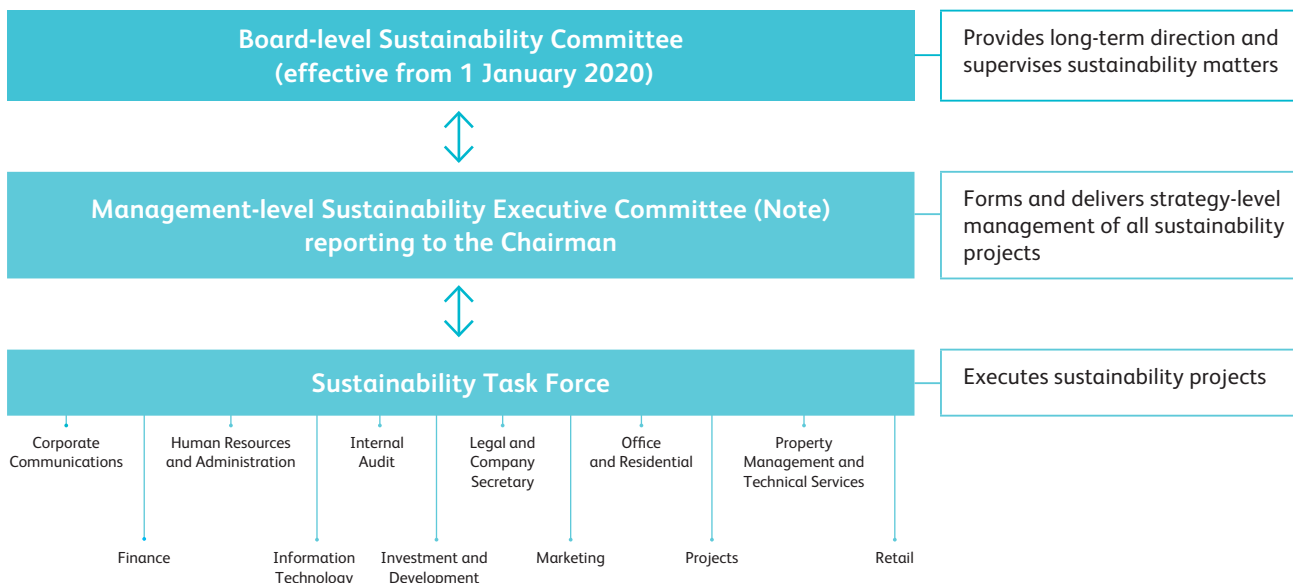 Board-level Sustainability Committee
(effective from 1 January 2020)
Provides long-term direction and
supervises sustainability matters
Management-level Sustainability Executive Committee (Note)
reporting to the Chairman
Forms and delivers strategy-level
management of all sustainability
projects
Sustainability Task Force
Executes sustainability projects
Corporate
Communications
Human Resources
and Administration
Internal
Audit
Legal and
Company
Secretary
Office
and Residential
Property
Management and
Technical Services
Finance
Information
Technology
Investment and
Development
Marketing
Projects
Retail